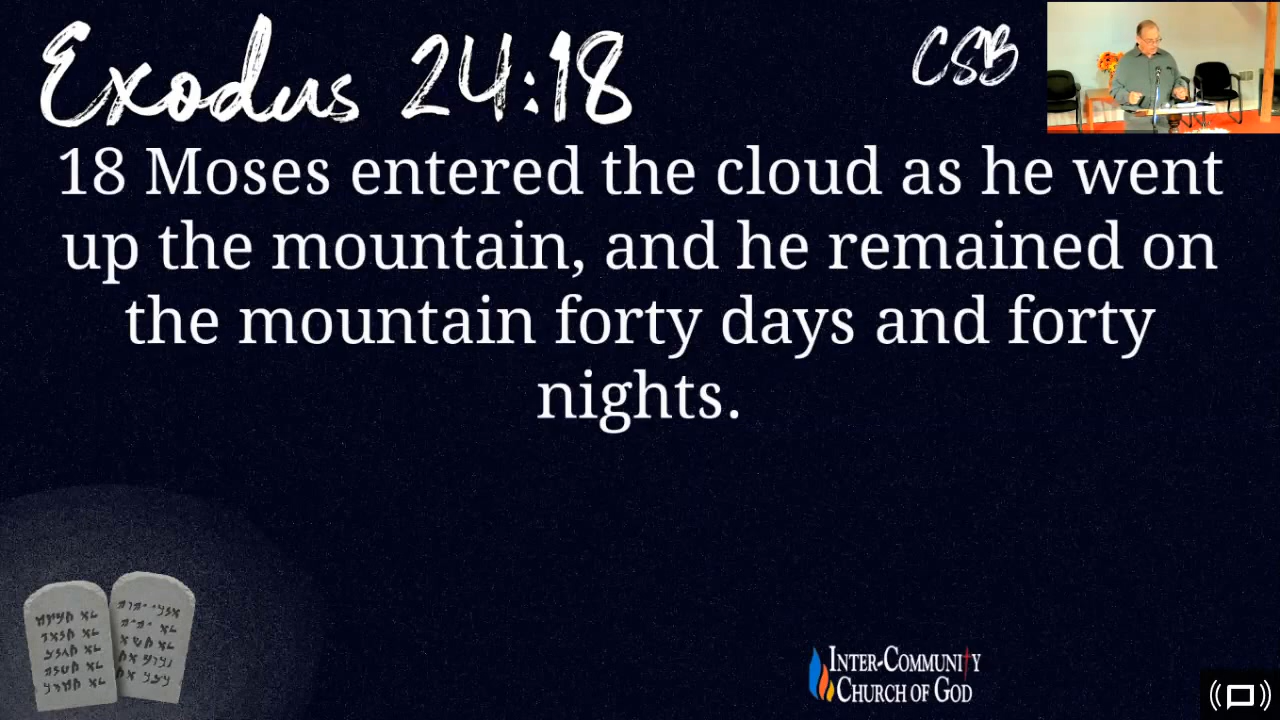 Exodus 24:18
CSB
18 Moses entered the cloud as he went
up the mountain, and he remained on
the mountain forty days and forty
nights.
INTER-COMMUNITY
CHURCH OF GOD